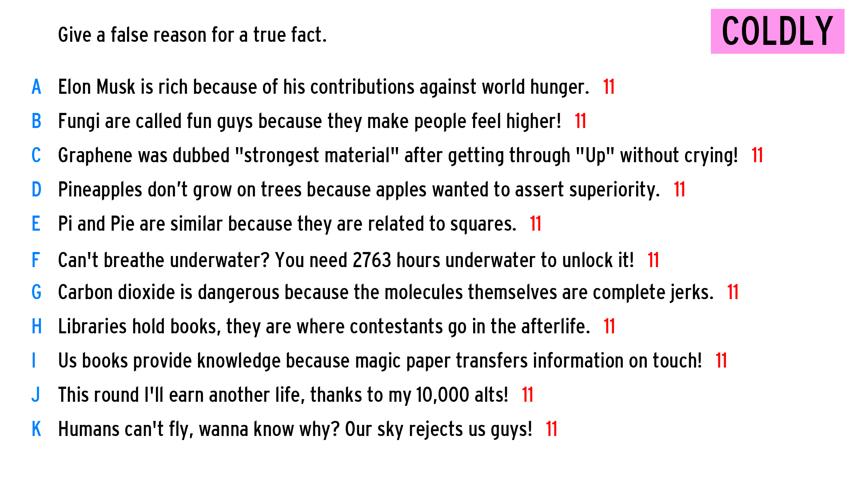 Give a false reason for a true fact.
COLDLY
A Elon Musk is rich because of his contributions against world hunger. 11
B Fungi are called fun guys because they make people feel higher! 11
C Graphene was dubbed "strongest material" after getting through "Up" without crying! 11
D Pineapples don't grow on trees because apples wanted to assert superiority. 11
E Pi and Pie are similar because they are related to squares. 11
F Can't breathe underwater? You need 2763 hours underwater to unlock it! 11
G Carbon dioxide is dangerous because the molecules themselves are complete jerks. 11
H Libraries hold books, they are where contestants go in the afterlife. 11
I Us books provide knowledge because magic paper transfers information on touch! 11
J This round I'll earn another life, thanks to my 10,000 alts! 11
K Humans can't fly, wanna know why? Our sky rejects us guys! 11